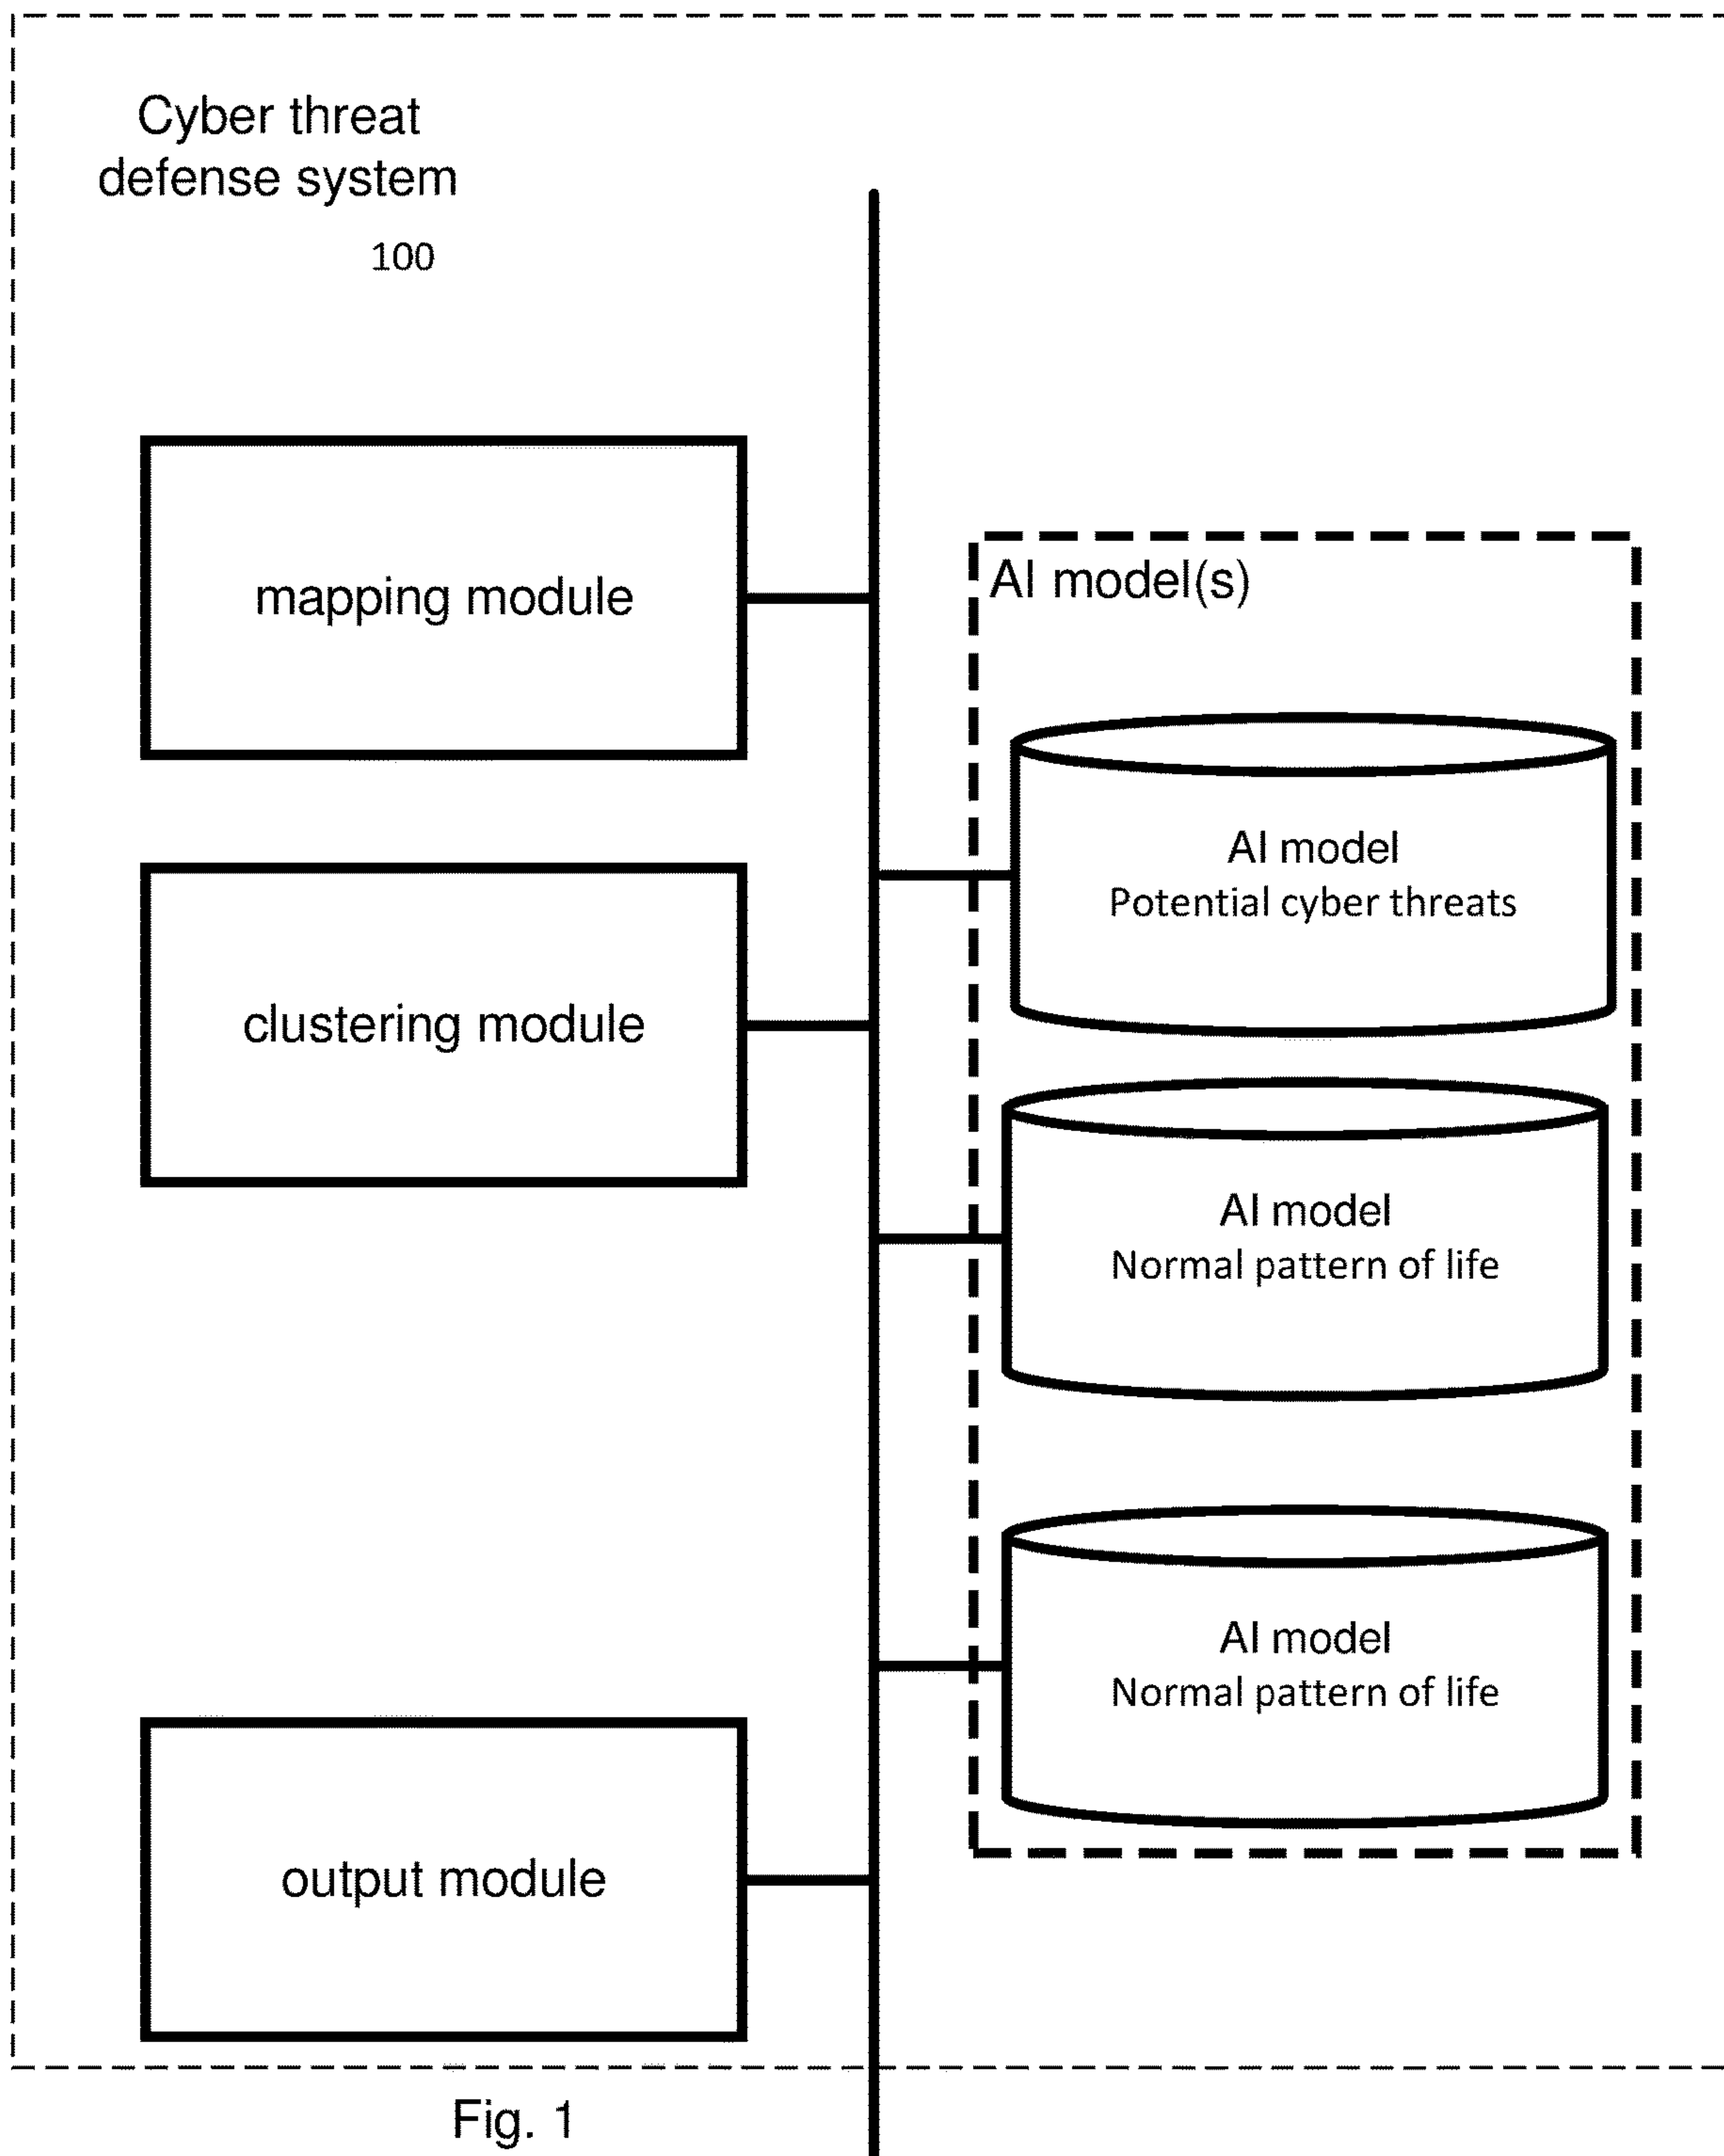 Cyber threat
defense system
100
mapping module
clustering module
output module
AI model(s)
AI model
Potential cyber threats
AI model
Normal pattern of life
AI model
Normal pattern of life
Fig. 1